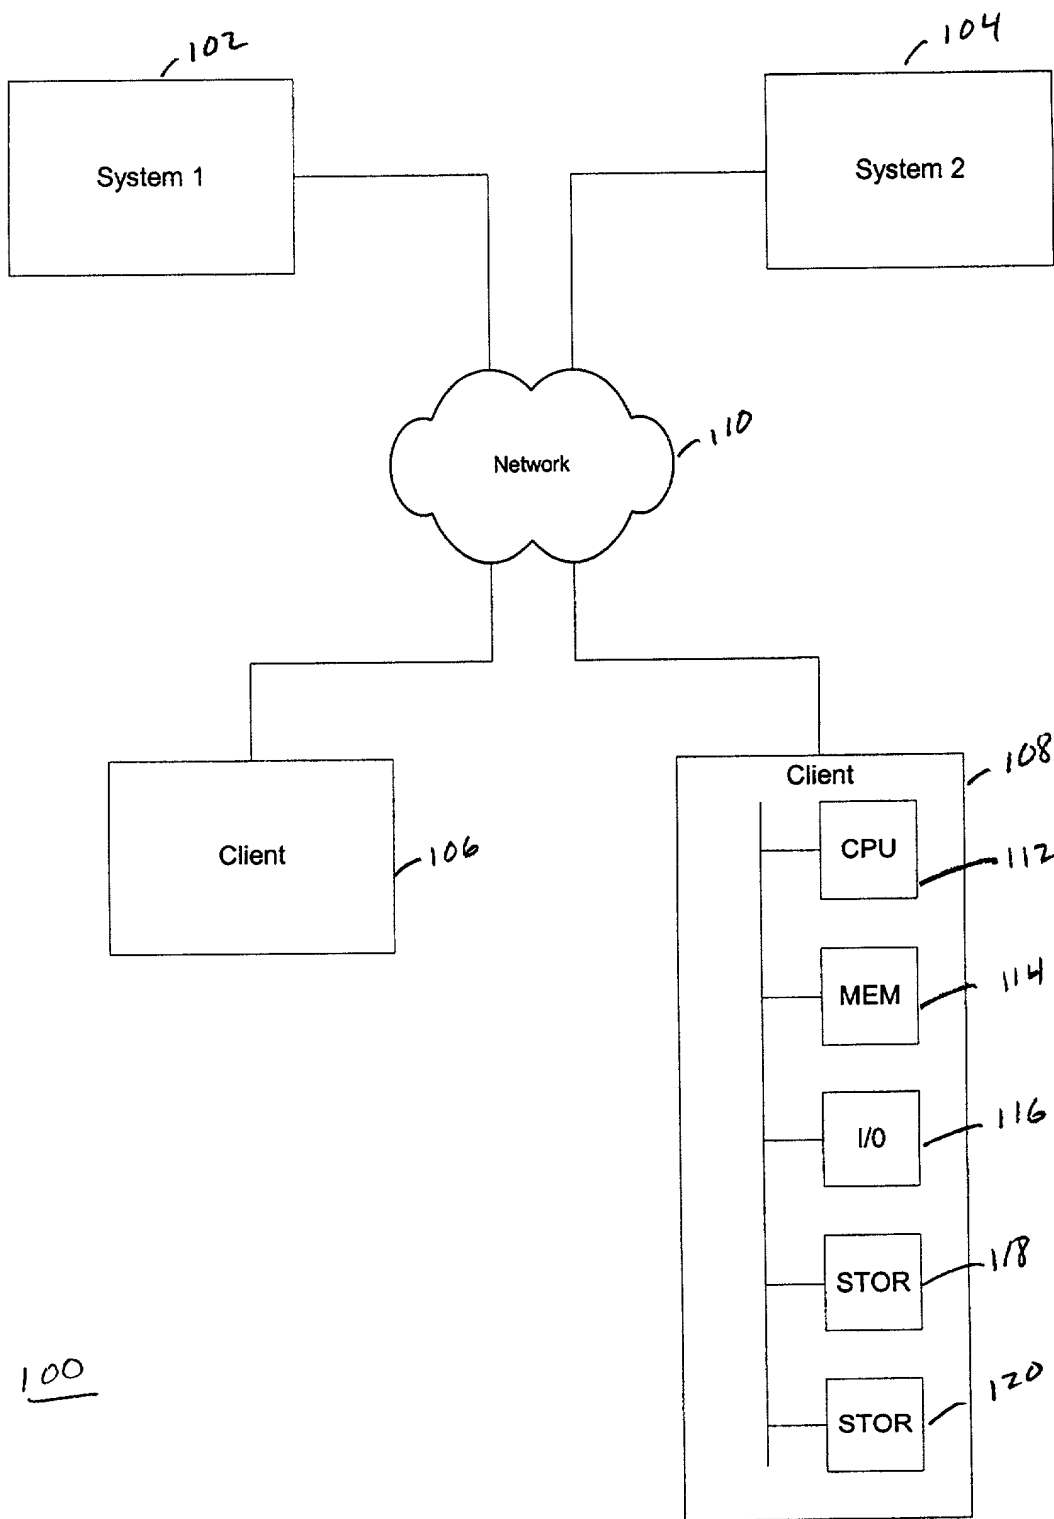 102
104
System 1
System 2
110
Network
108
Client
CPU
112
Client
106
MEM
114
I/0
116
STOR
118
100
STOR
120